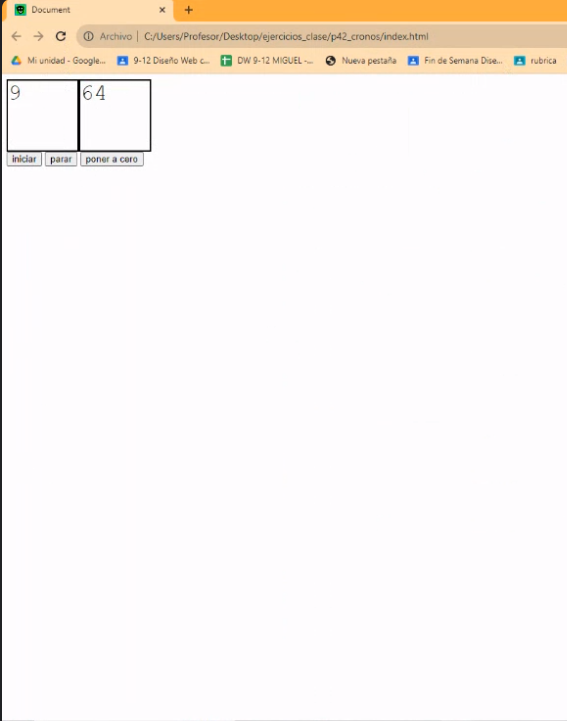 Document
Archivo | C:/Users/Profesor/Desktop/ejercicios_clase/p42_cronos/index.html
Mi unidad - Google... 9-12 Diseño Web c... DW 9-12 MIGUEL -... Nueva pestaña Fin de Semana Dise... rubrica
9 64
iniciar parar poner a cero